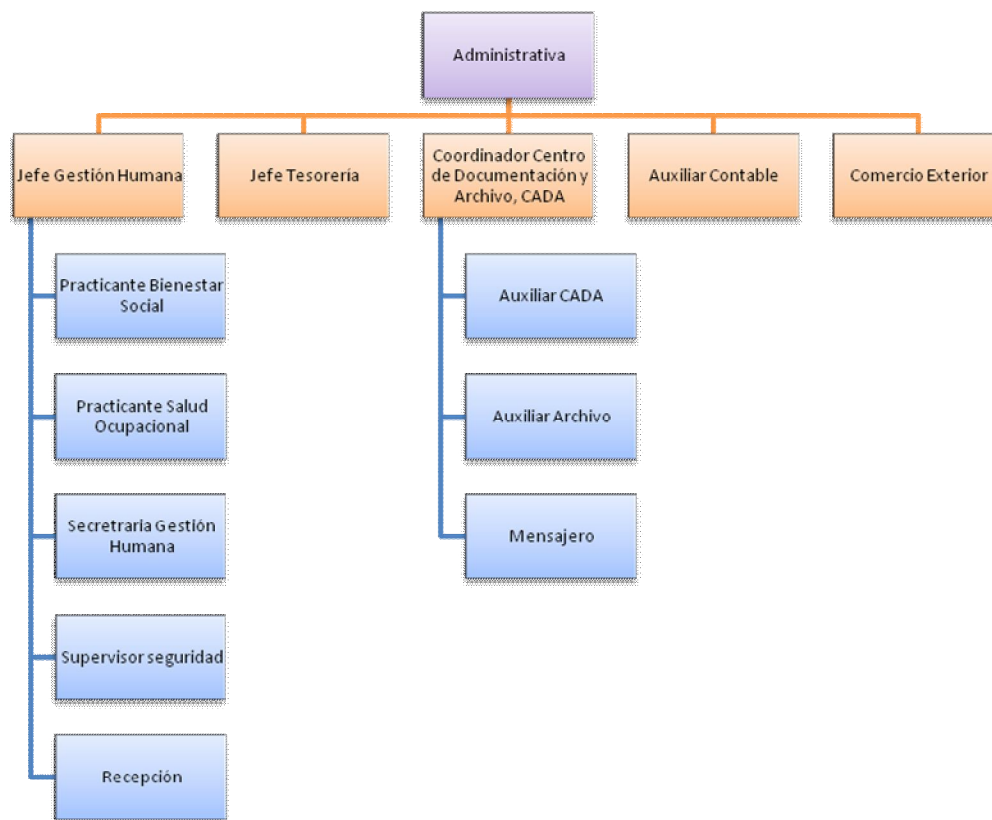 Administrativa
Jefe Gestión Humana
Jefe Tesorería
Coordinador Centro
de Documentación y
Archivo, CADA
Auxiliar Contable
Comercio Exterior
Practicante Bienestar
Social
Practicante Salud
Ocupacional
Secretraría Gestión
Humana
Supervisor seguridad
Recepción
Auxiliar CADA
Auxiliar Archivo
Mensajero